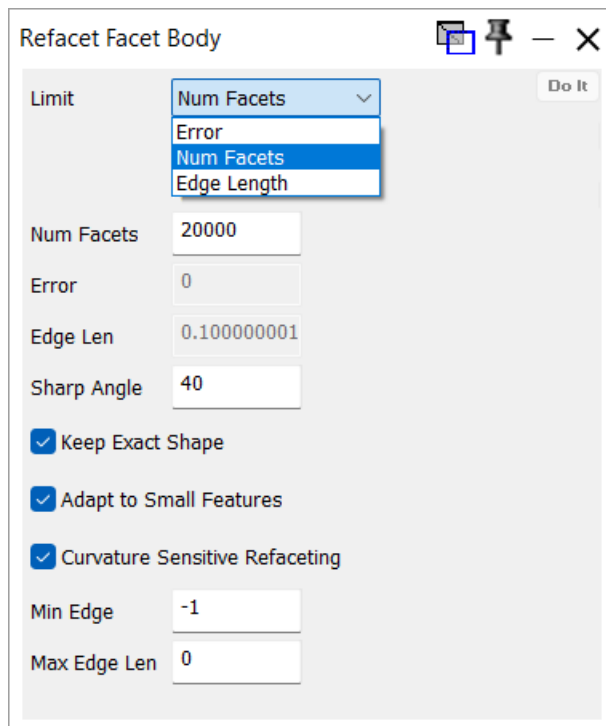 Refacet Facet Body
Do It
Limit Num Facets
Error
Num Facets
Edge Length
Num Facets 20000
Error 0
Edge Len 0.100000001
Sharp Angle 40
Keep Exact Shape
Adapt to Small Features
Curvature Sensitive Refaceting
Min Edge -1
Max Edge Len 0